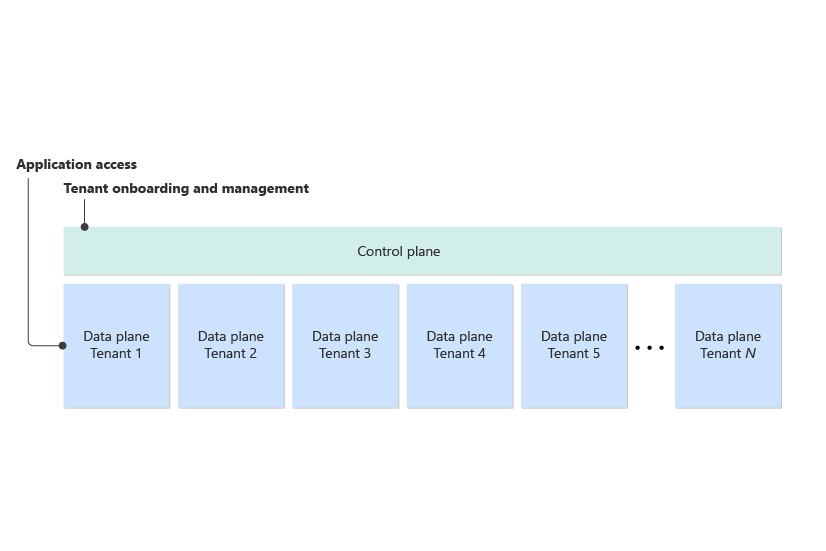 Application access
Tenant onboarding and management
Control plane
Data plane
Tenant 1
Data plane
Tenant 2
Data plane
Tenant 3
Data plane
Tenant 4
Data plane
Tenant 5
• • •
Data plane
Tenant N